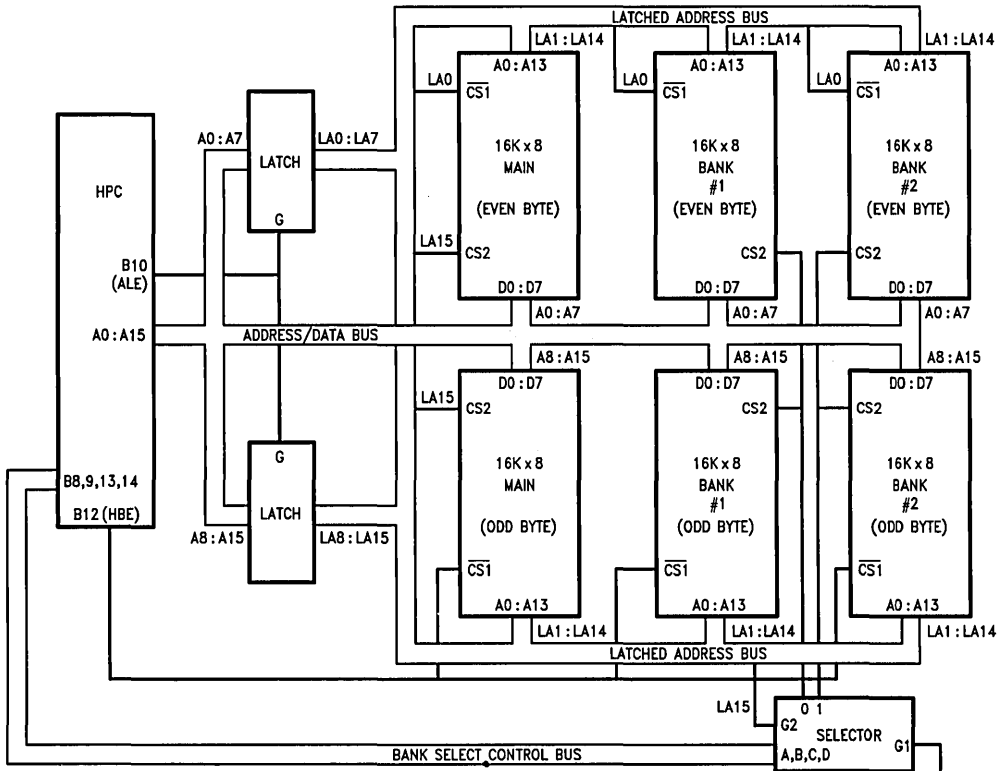 LATCHED ADDRESS BUS
LA1:LA14
LA1:LA14
LA1:LA14
A0:A13
A0:A13
A0:A13
LA0
CS1
LA0
CS1
LA0
CS1
A0:A7
LA0:LA7
LATCH
G
HPC
16K x 8
MAIN
(EVEN BYTE)
16K x 8
BANK
#1
(EVEN BYTE)
16K x 8
BANK
#2
(EVEN BYTE)
LA15
CS2
CS2
CS2
B10
(ALE)
D0:D7
D0:D7
D0:D7
A0:A7
A0:A7
A0:A7
A0:A15
ADDRESS/DATA BUS
A8:A15
A8:A15
A8:A15
D0:D7
D0:D7
D0:D7
LA15
CS2
CS2
CS2
G
LATCH
A8:A15
LA8:LA15
16K x 8
MAIN
(ODD BYTE)
16K x 8
BANK
#1
(ODD BYTE)
16K x 8
BANK
#2
(ODD BYTE)
B8,9,13,14
B12(HBE)
CS1
CS1
CS1
A0:A13
A0:A13
A0:A13
LA1:LA14
LA1:LA14
LA1:LA14
LATCHED ADDRESS BUS
LA15
0 1
G2
SELECTOR
G1
A,B,C,D
BANK SELECT CONTROL BUS